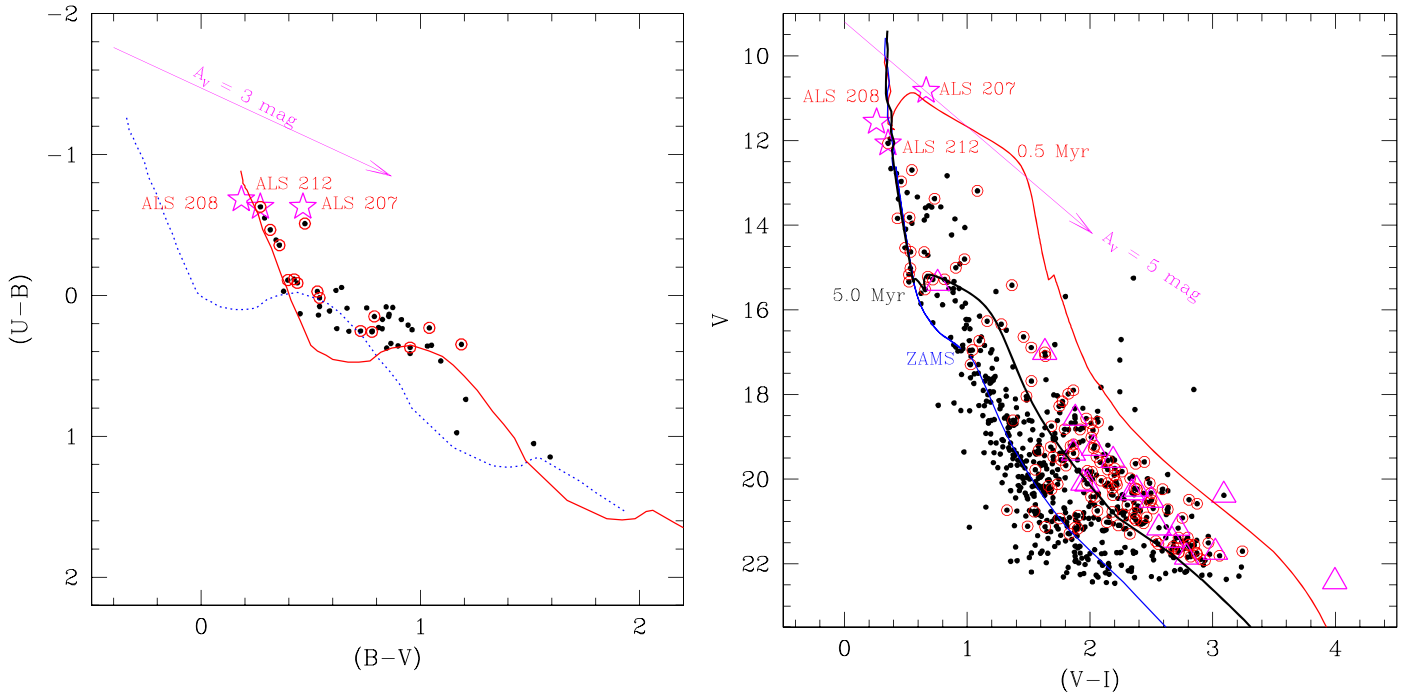 −2
−1
0
1
2
(U−B)
0
1
2
(B−V)
A_V = 3 mag
ALS 212
ALS 208
ALS 207
10
12
14
16
18
20
22
V
0
1
2
3
4
(V−I)
ALS 208
ALS 207
ALS 212
0.5 Myr
A_V = 5 mag
5.0 Myr
ZAMS